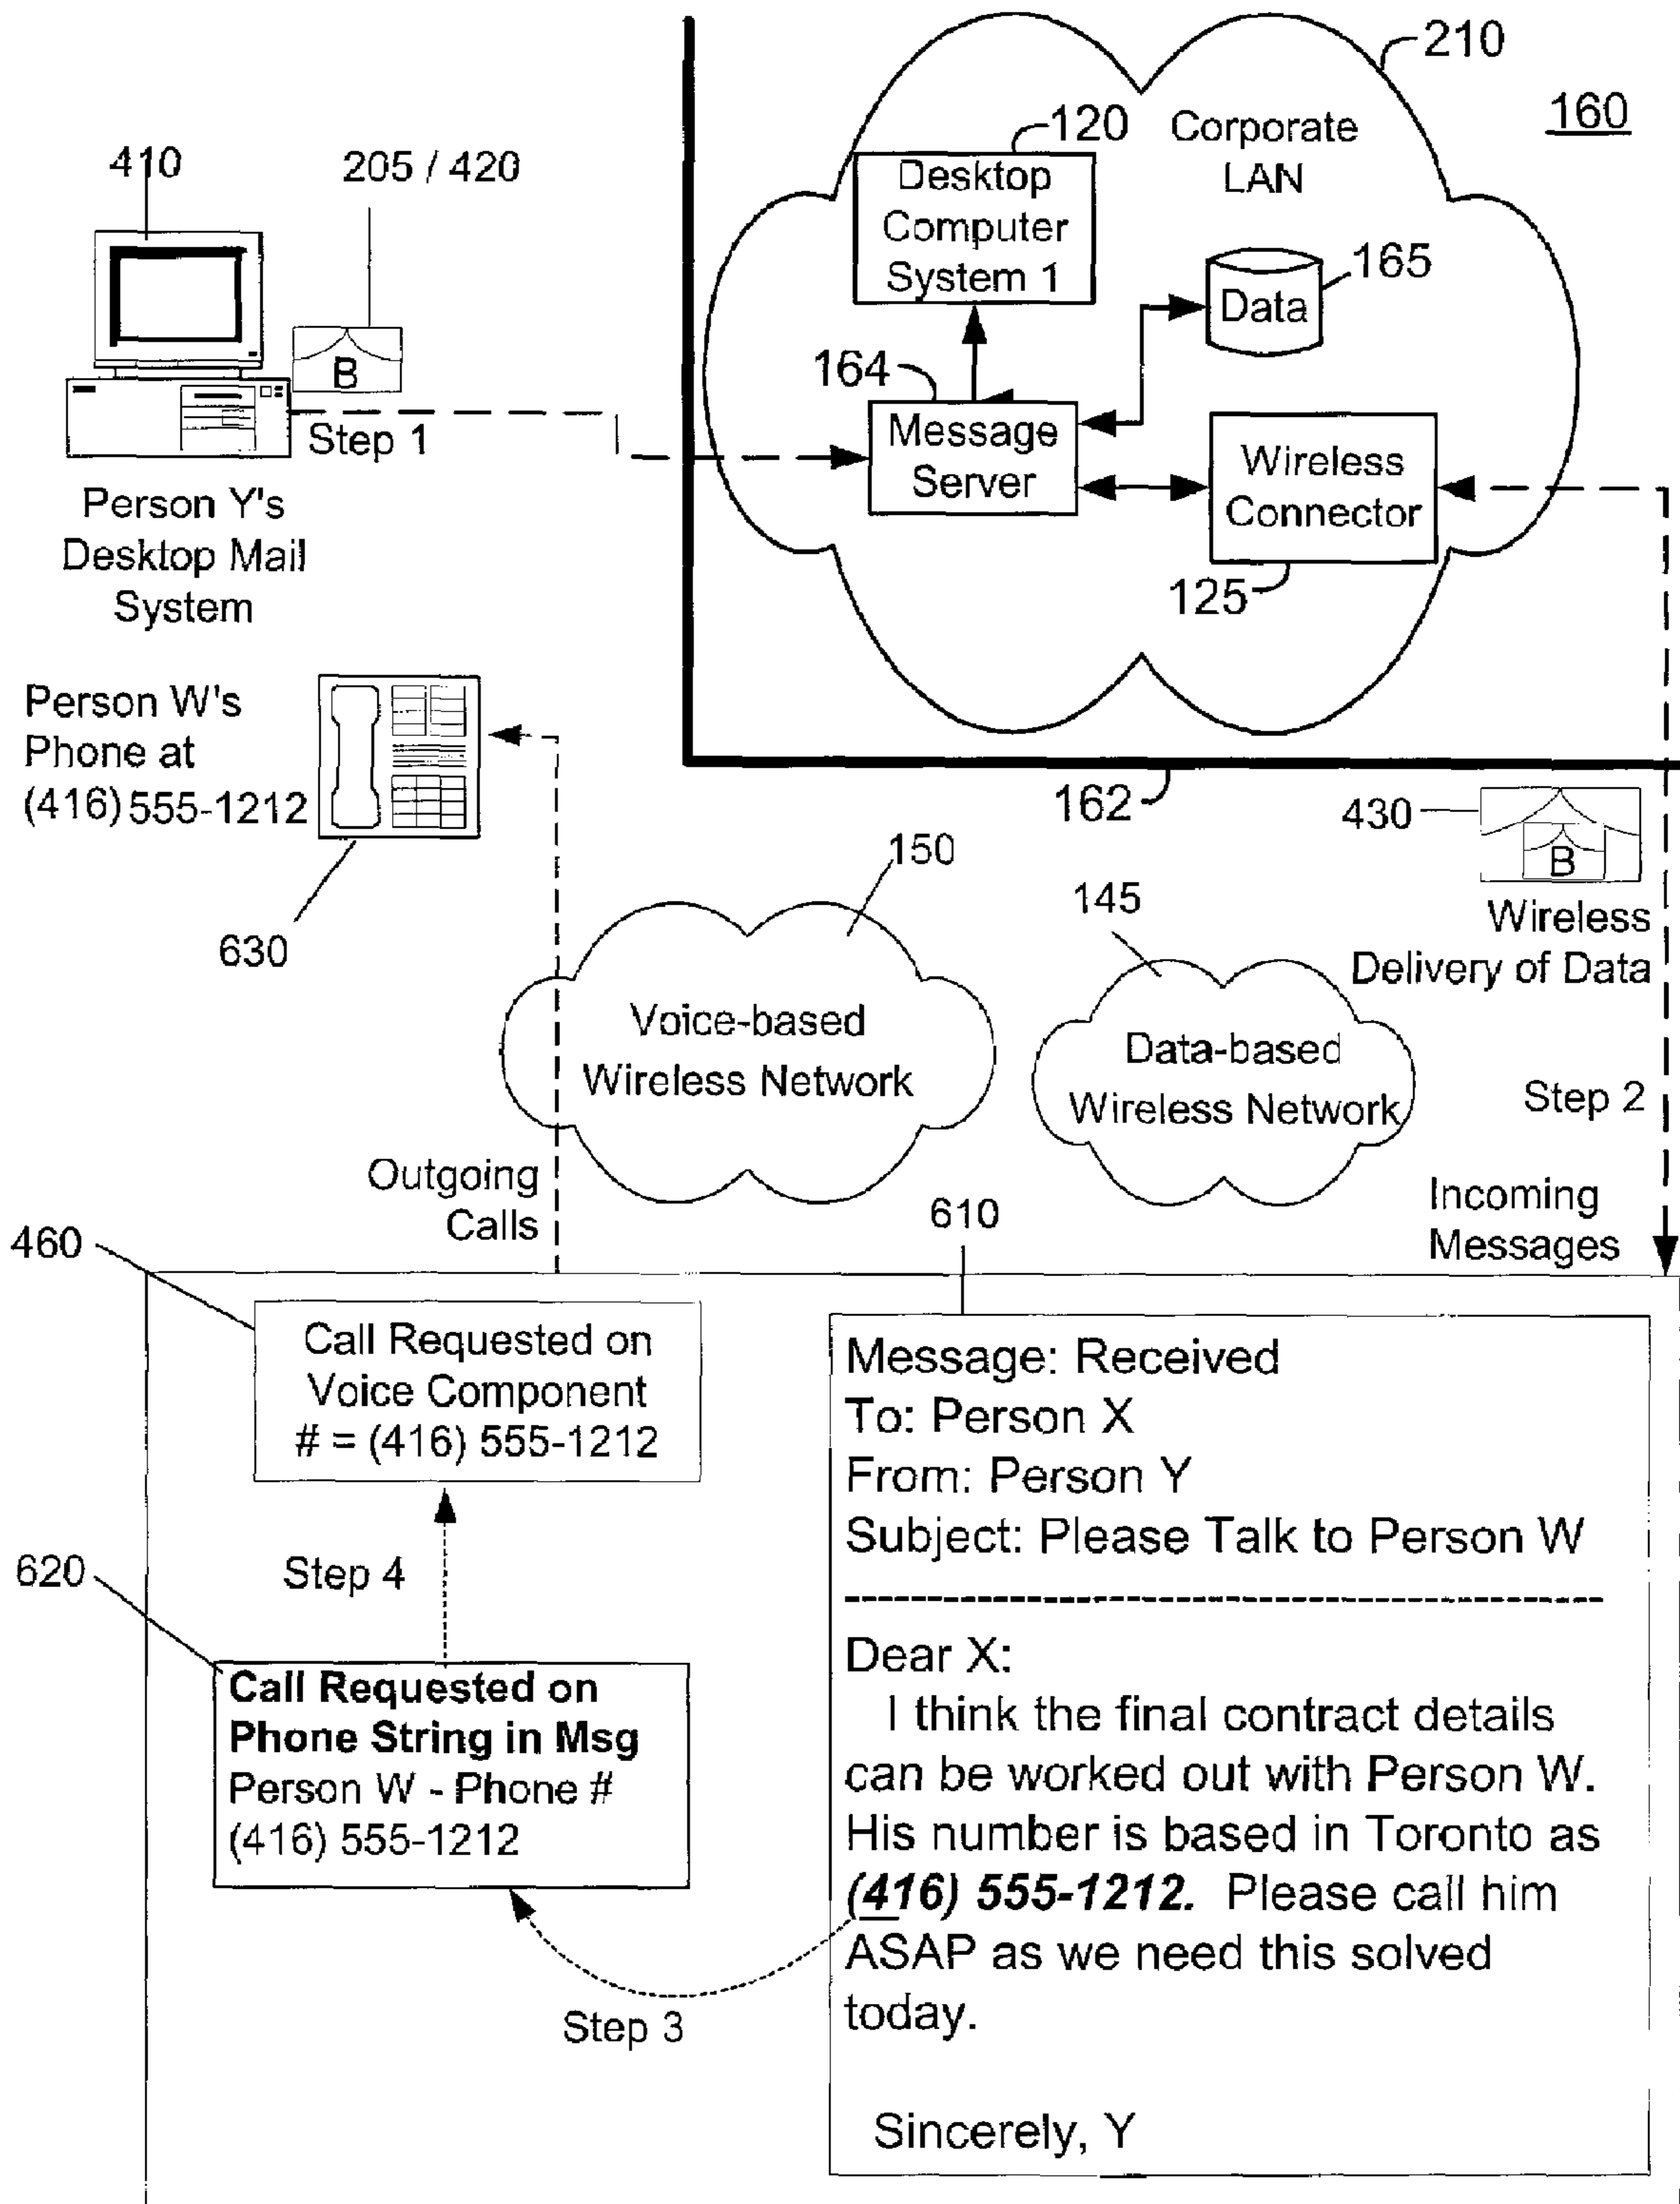 210
160
120
Corporate
LAN
410
205 / 420
Desktop
Computer
System 1
165
Data
B
164
Step 1
Message
Server
Wireless
Connector
125
Person Y's
Desktop Mail
System
Person W's
Phone at
(416) 555-1212
630
162
430
B
Wireless
Delivery of Data
150
145
Voice-based
Wireless Network
Data-based
Wireless Network
Step 2
Outgoing
Calls
Incoming
Messages
460
610
Call Requested on
Voice Component
# = (416) 555-1212
Step 4
620
Call Requested on
Phone String in Msg
Person W - Phone #
(416) 555-1212
Step 3
Message: Received
To: Person X
From: Person Y
Subject: Please Talk to Person W
Dear X:
I think the final contract details
can be worked out with Person W.
His number is based in Toronto as
(416) 555-1212. Please call him
ASAP as we need this solved
today.
Sincerely, Y